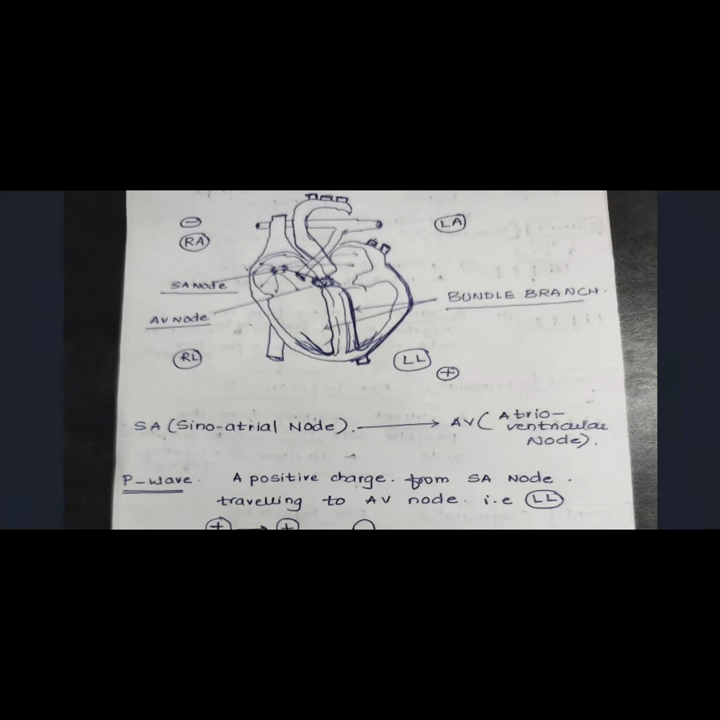 ⊖
RA
LA
SA Node
AV Node
BUNDLE BRANCH.
RL
LL
⊕
SA (Sino-atrial Node). ⟶ AV (Atrio-
ventricular
Node).
P-Wave. A positive charge. from SA Node.
travelling to AV node. i.e LL
⊕ → ⊕